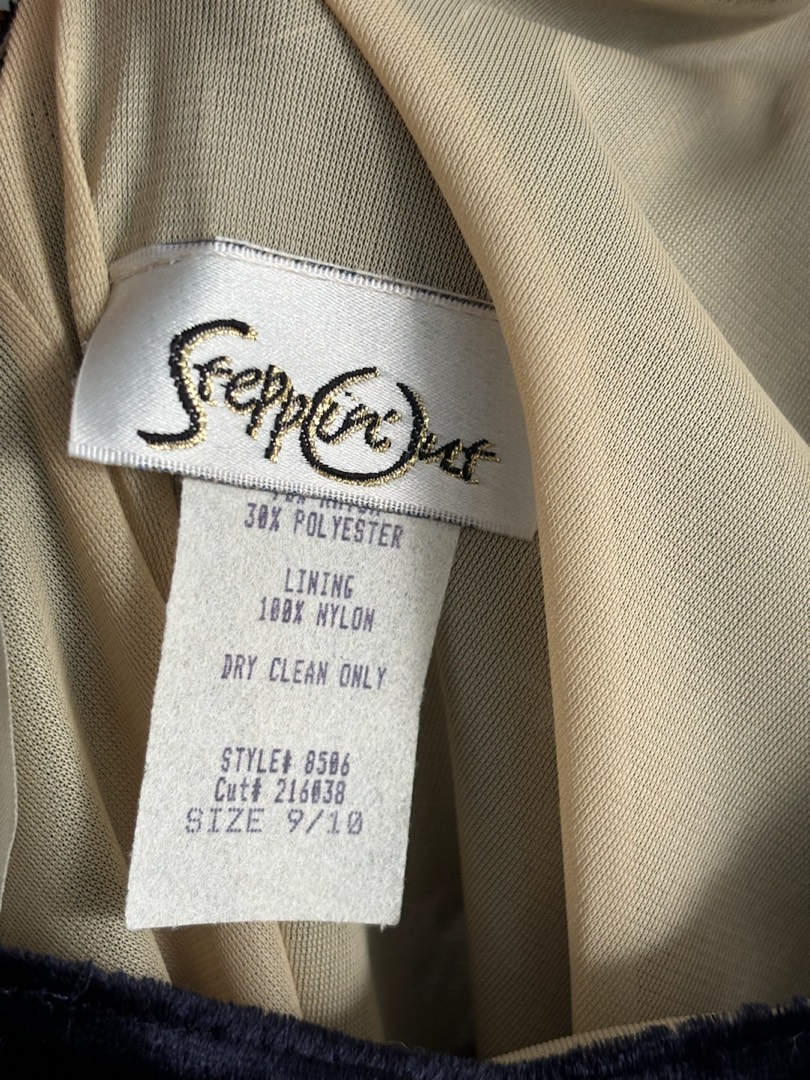 Steppin' Out
30% POLYESTER
LINING
100% NYLON
DRY CLEAN ONLY
STYLE# 8506
Cut# 216038
SIZE 9/10